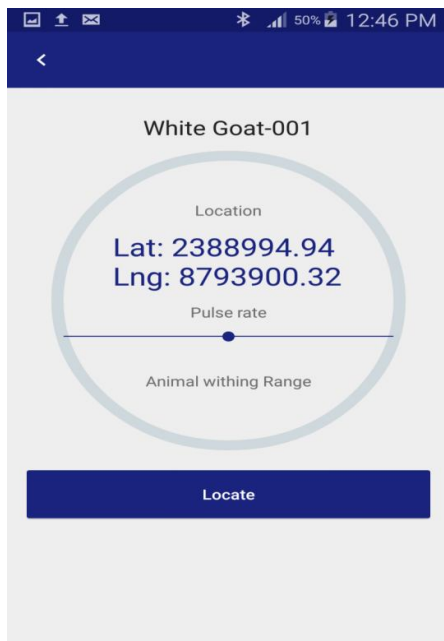 50% 12:46 PM
White Goat-001
Location
Lat: 2388994.94
Lng: 8793900.32
Pulse rate
Animal withing Range
Locate